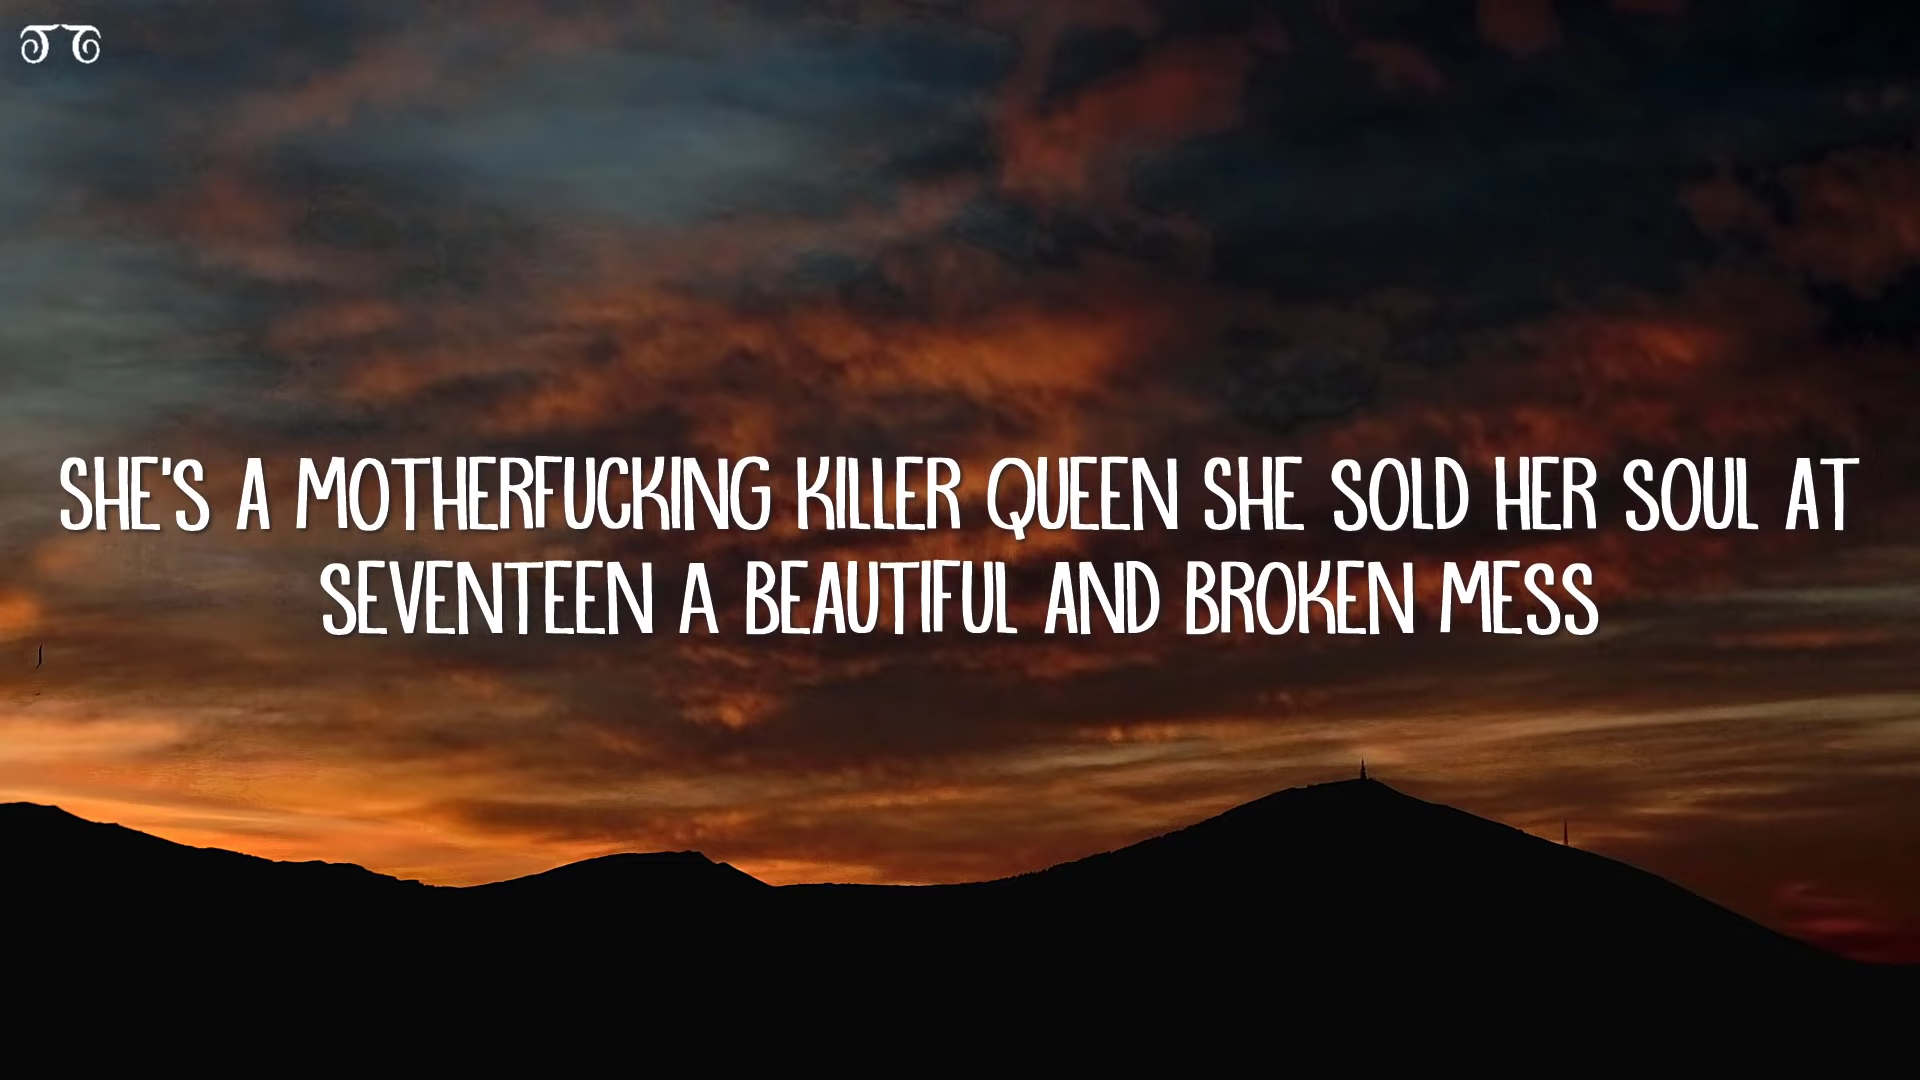 SHE'S A MOTHERFUCKING KILLER QUEEN SHE SOLD HER SOUL AT
SEVENTEEN A BEAUTIFUL AND BROKEN MESS